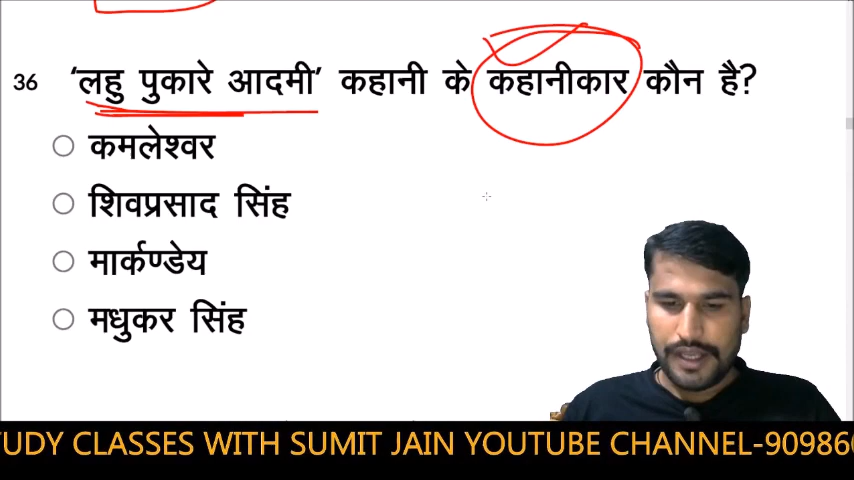 36 'लहु पुकारे आदमी' कहानी के कहानीकार कौन है?
कमलेश्वर
शिवप्रसाद सिंह
मार्कण्डेय
मधुकर सिंह
TUDY CLASSES WITH SUMIT JAIN YOUTUBE CHANNEL-90986